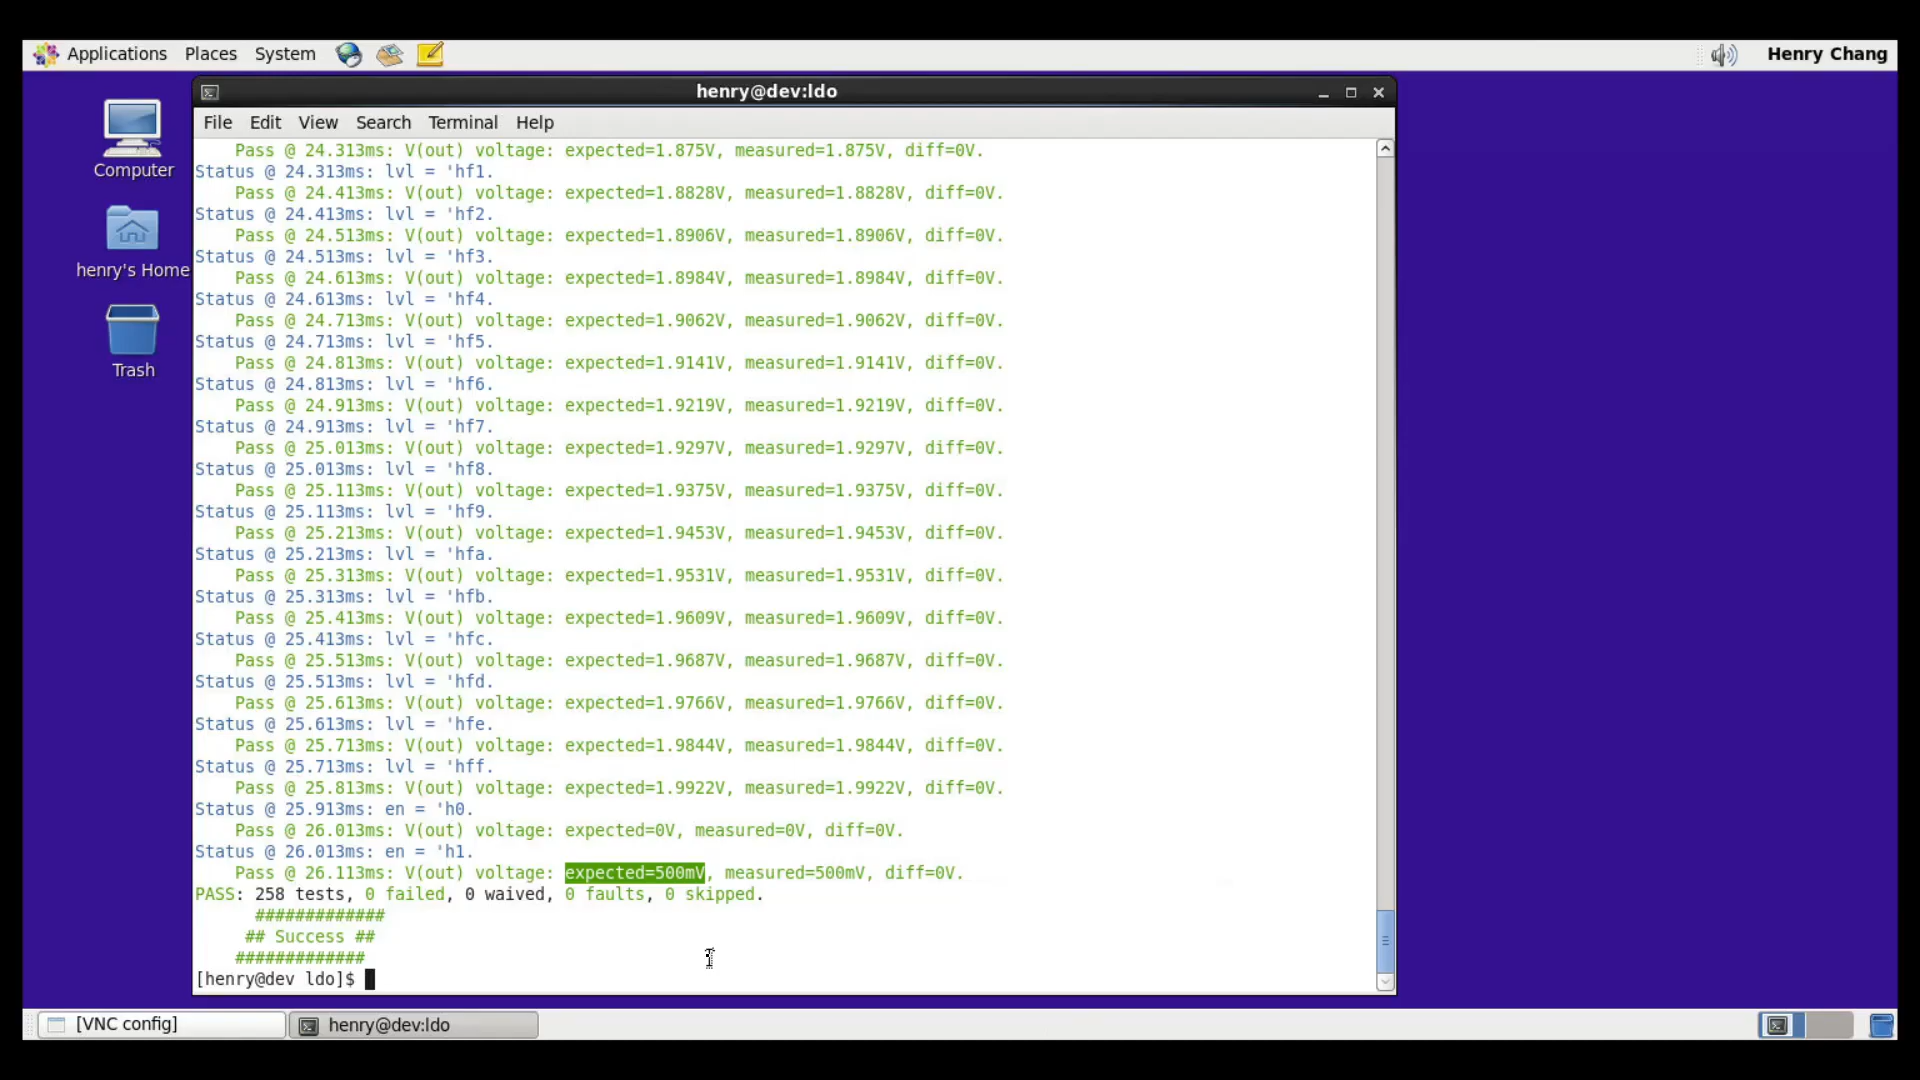 Applications Places System Henry Chang
henry@dev:ldo
File Edit View Search Terminal Help
Computer
henry's Home
Trash
Pass @ 24.313ms: V(out) voltage: expected=1.875V, measured=1.875V, diff=0V.
Status @ 24.313ms: lvl = 'hf1.
Pass @ 24.413ms: V(out) voltage: expected=1.8828V, measured=1.8828V, diff=0V.
Status @ 24.413ms: lvl = 'hf2.
Pass @ 24.513ms: V(out) voltage: expected=1.8906V, measured=1.8906V, diff=0V.
Status @ 24.513ms: lvl = 'hf3.
Pass @ 24.613ms: V(out) voltage: expected=1.8984V, measured=1.8984V, diff=0V.
Status @ 24.613ms: lvl = 'hf4.
Pass @ 24.713ms: V(out) voltage: expected=1.9062V, measured=1.9062V, diff=0V.
Status @ 24.713ms: lvl = 'hf5.
Pass @ 24.813ms: V(out) voltage: expected=1.9141V, measured=1.9141V, diff=0V.
Status @ 24.813ms: lvl = 'hf6.
Pass @ 24.913ms: V(out) voltage: expected=1.9219V, measured=1.9219V, diff=0V.
Status @ 24.913ms: lvl = 'hf7.
Pass @ 25.013ms: V(out) voltage: expected=1.9297V, measured=1.9297V, diff=0V.
Status @ 25.013ms: lvl = 'hf8.
Pass @ 25.113ms: V(out) voltage: expected=1.9375V, measured=1.9375V, diff=0V.
Status @ 25.113ms: lvl = 'hf9.
Pass @ 25.213ms: V(out) voltage: expected=1.9453V, measured=1.9453V, diff=0V.
Status @ 25.213ms: lvl = 'hfa.
Pass @ 25.313ms: V(out) voltage: expected=1.9531V, measured=1.9531V, diff=0V.
Status @ 25.313ms: lvl = 'hfb.
Pass @ 25.413ms: V(out) voltage: expected=1.9609V, measured=1.9609V, diff=0V.
Status @ 25.413ms: lvl = 'hfc.
Pass @ 25.513ms: V(out) voltage: expected=1.9687V, measured=1.9687V, diff=0V.
Status @ 25.513ms: lvl = 'hfd.
Pass @ 25.613ms: V(out) voltage: expected=1.9766V, measured=1.9766V, diff=0V.
Status @ 25.613ms: lvl = 'hfe.
Pass @ 25.713ms: V(out) voltage: expected=1.9844V, measured=1.9844V, diff=0V.
Status @ 25.713ms: lvl = 'hff.
Pass @ 25.813ms: V(out) voltage: expected=1.9922V, measured=1.9922V, diff=0V.
Status @ 25.913ms: en = 'h0.
Pass @ 26.013ms: V(out) voltage: expected=0V, measured=0V, diff=0V.
Status @ 26.013ms: en = 'h1.
Pass @ 26.113ms: V(out) voltage: expected=500mV, measured=500mV, diff=0V.
PASS: 258 tests, 0 failed, 0 waived, 0 faults, 0 skipped.
#############
## Success ##
#############
[henry@dev ldo]$
[VNC config] henry@dev:ldo